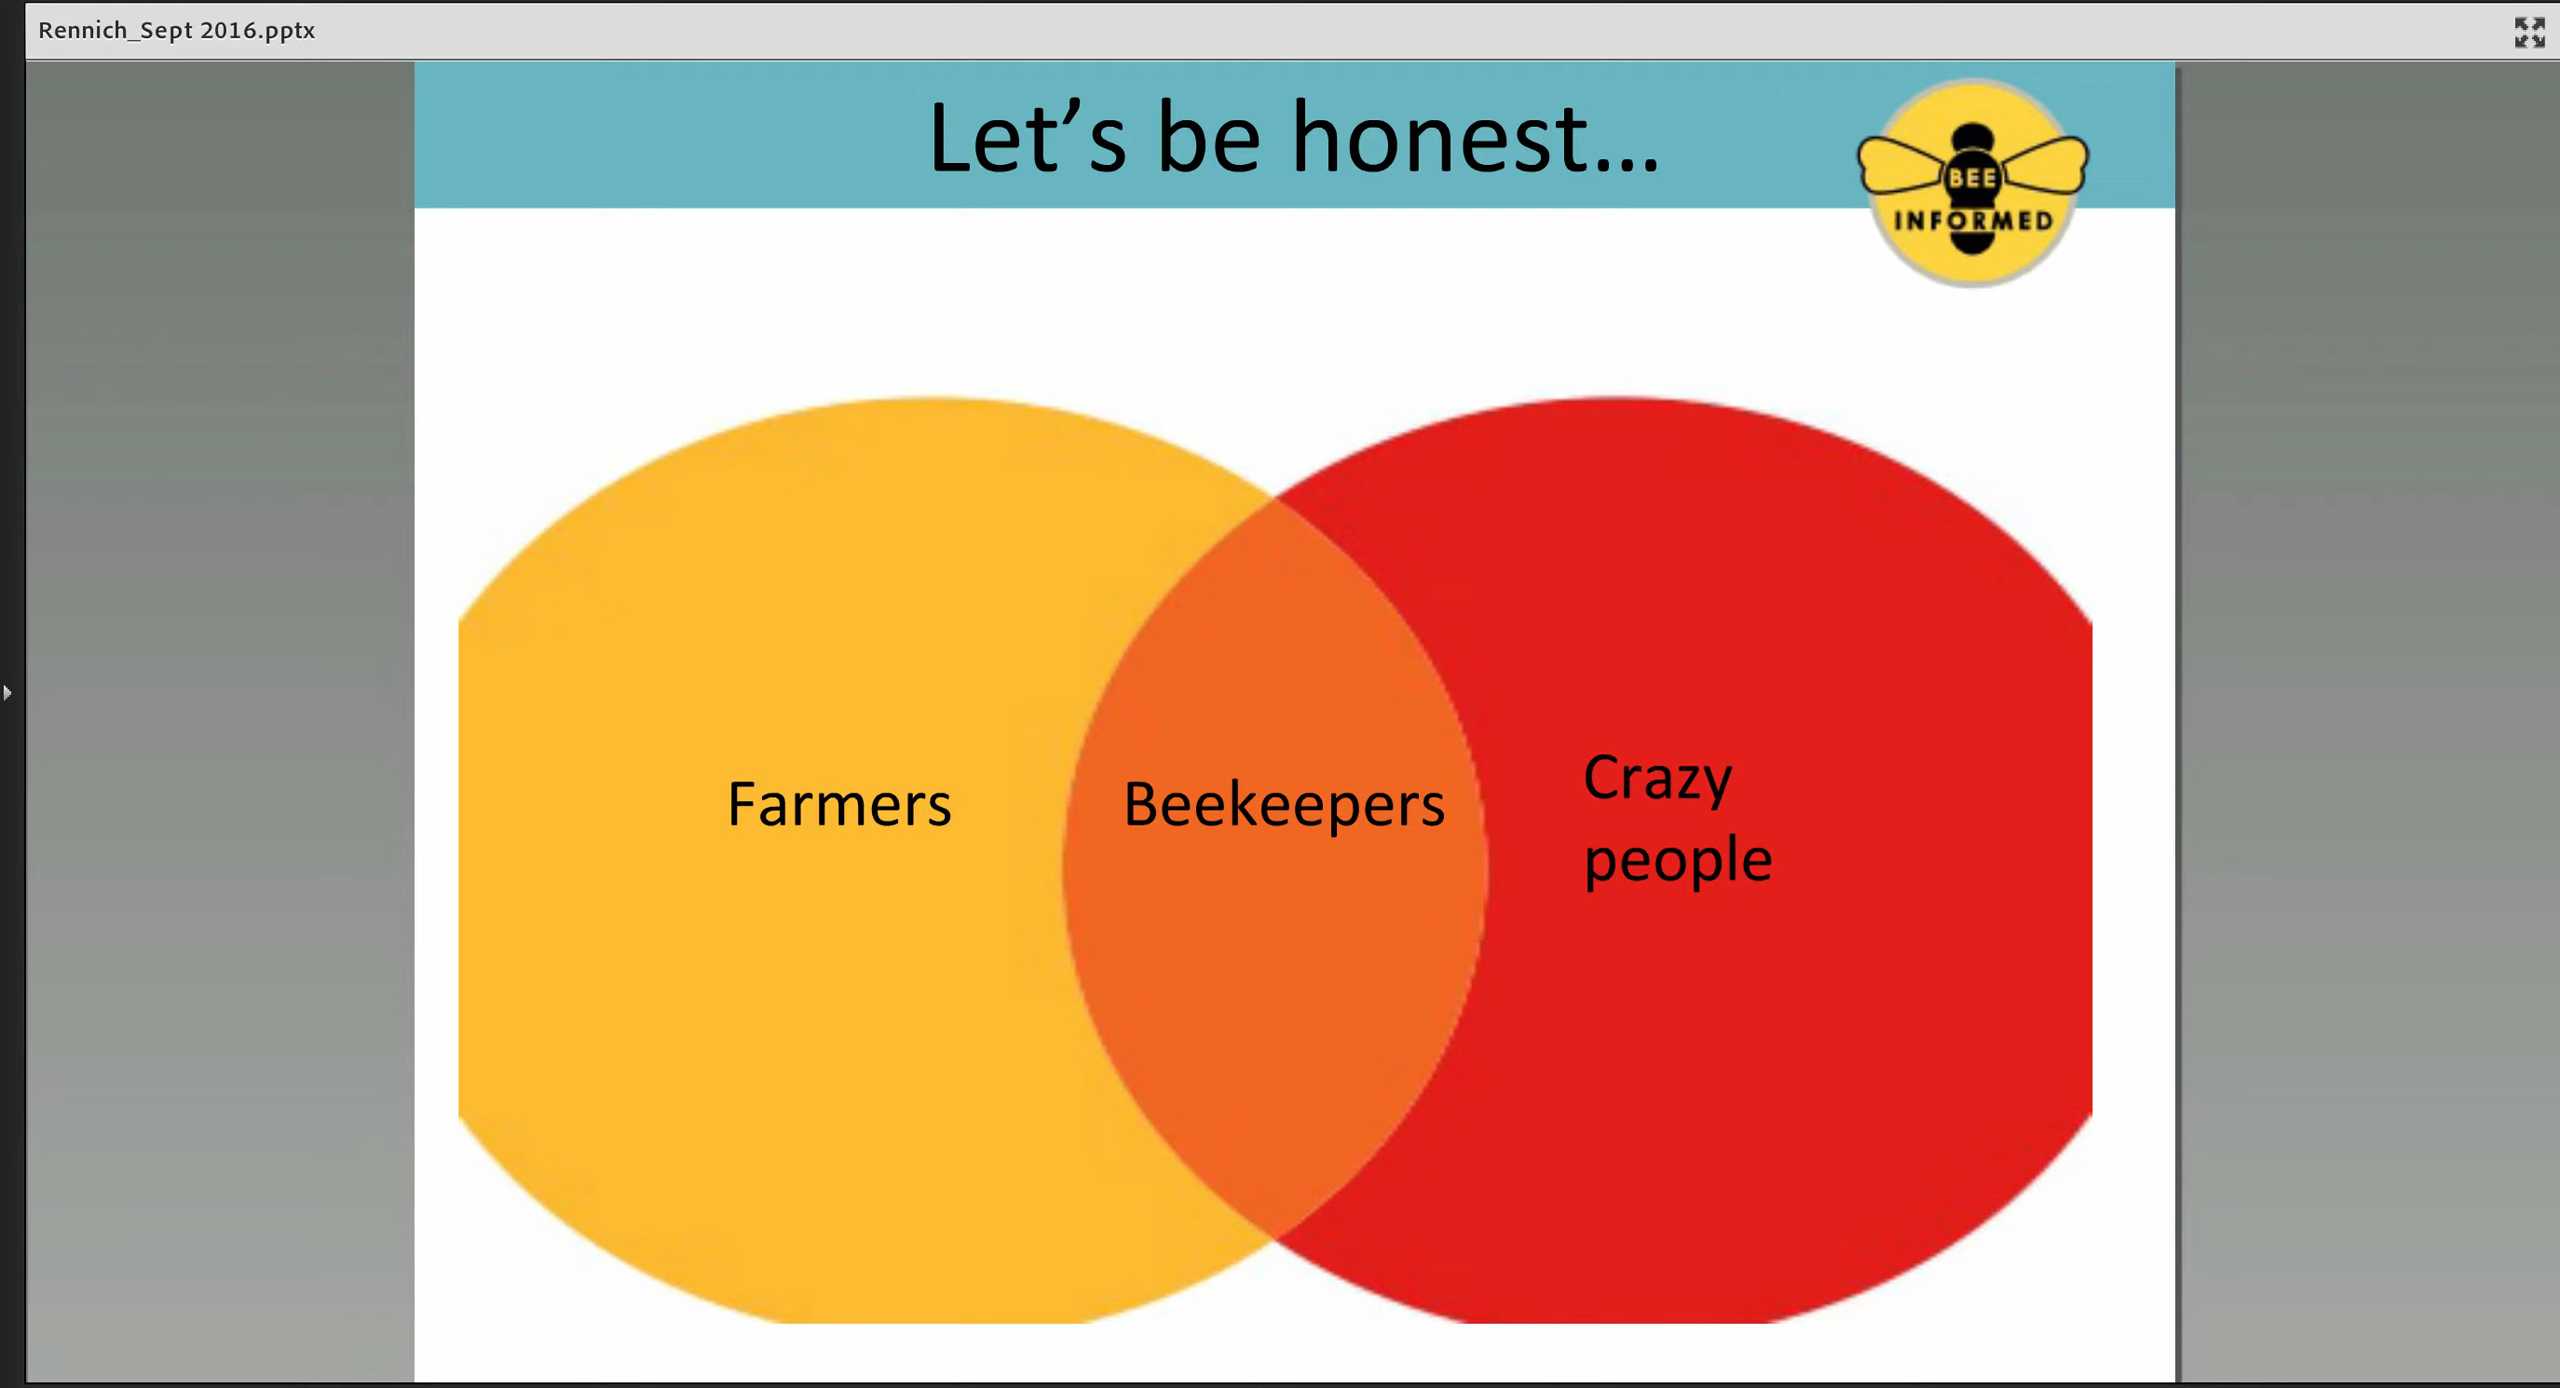 Rennich_Sept 2016.pptx
Let’s be honest…
BEE
INFORMED
Farmers
Beekeepers
Crazy
people